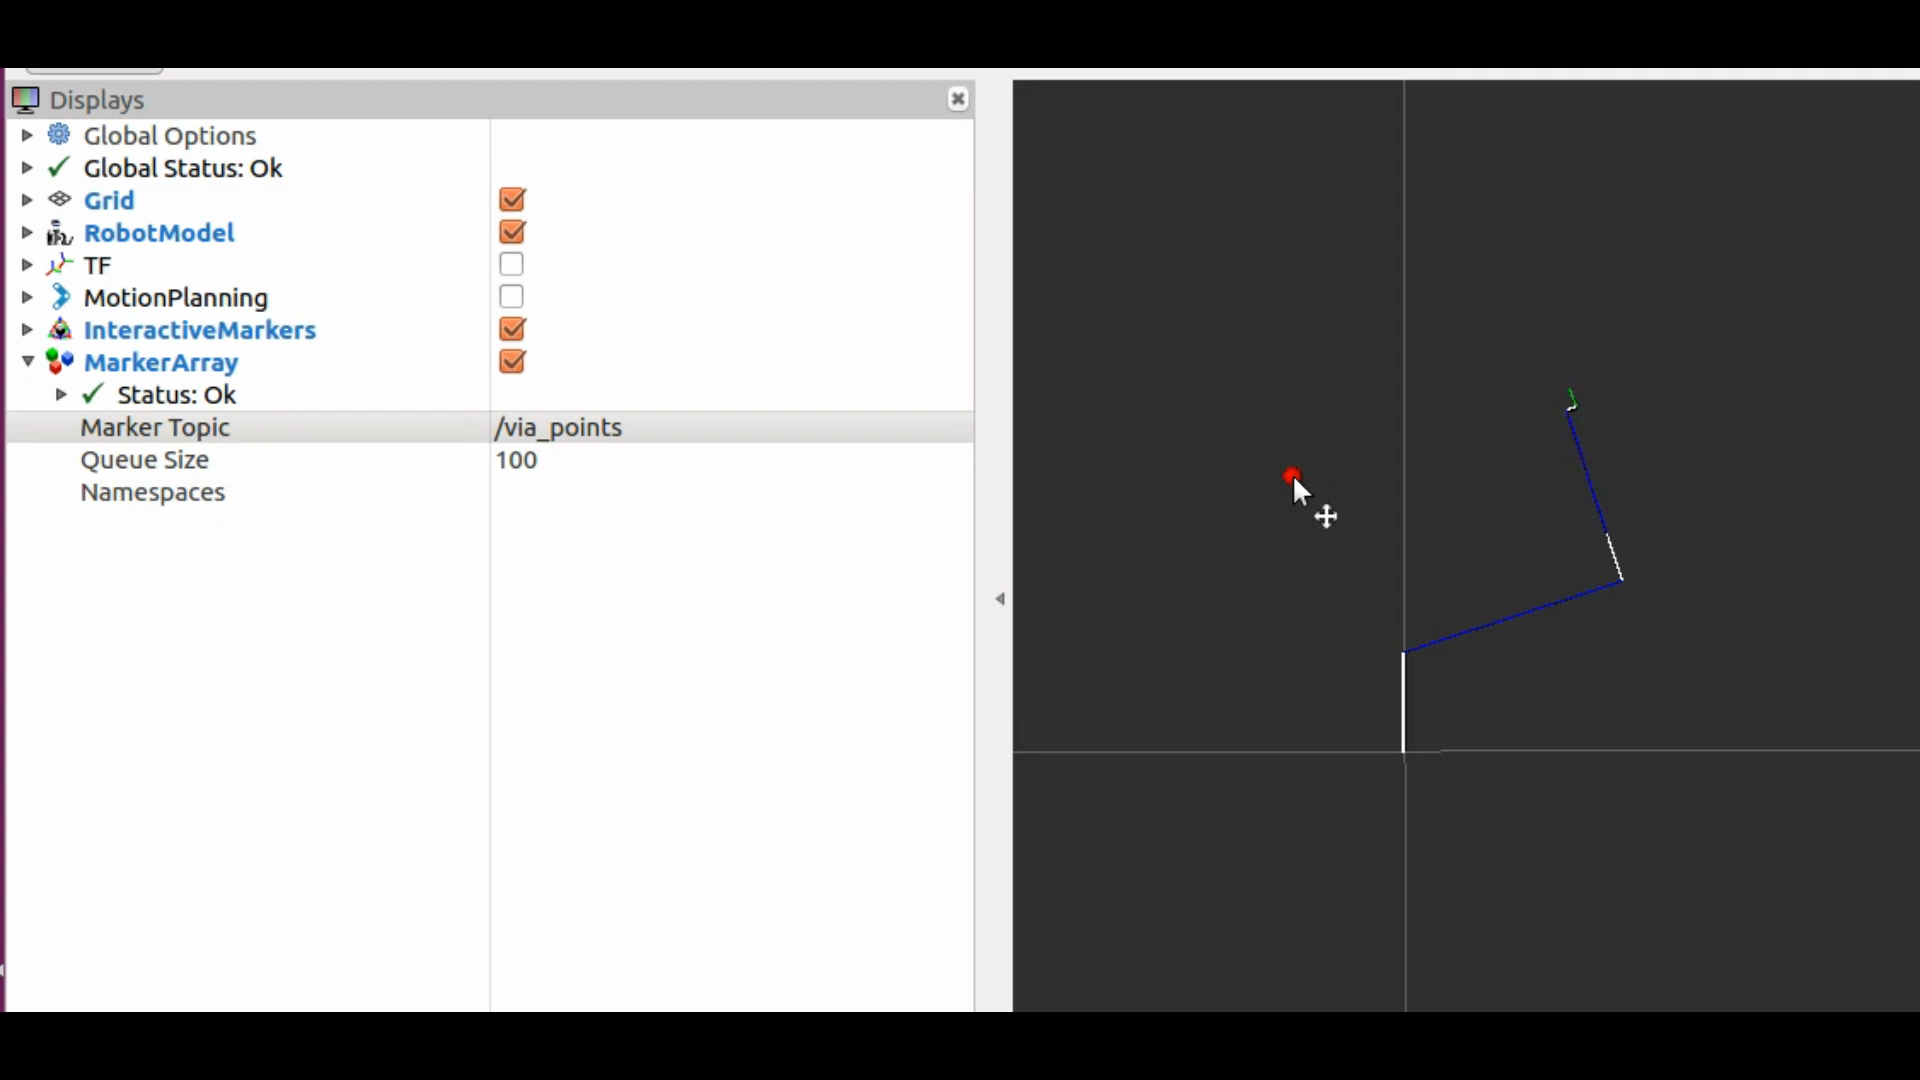 Displays
Global Options
Global Status: Ok
Grid
RobotModel
TF
MotionPlanning
InteractiveMarkers
MarkerArray
Status: Ok
Marker Topic /via_points
Queue Size 100
Namespaces